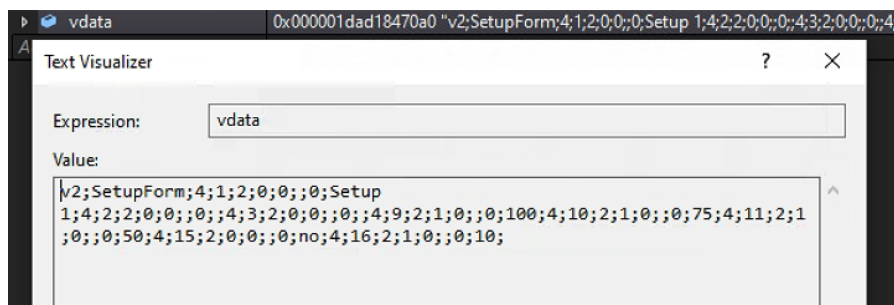 vdata 0x000001dad18470a0 "v2;SetupForm;4;1;2;0;0;;0;Setup 1;4;2;2;0;0;;0;;4;3;2;0;0;;0;;4
Text Visualizer ?
Expression: vdata
Value:
v2;SetupForm;4;1;2;0;0;;0;Setup
1;4;2;2;0;0;;0;;4;3;2;0;0;;0;;4;9;2;1;0;;0;100;4;10;2;1;0;;0;75;4;11;2;1
;0;;0;50;4;15;2;0;0;;0;no;4;16;2;1;0;;0;10;